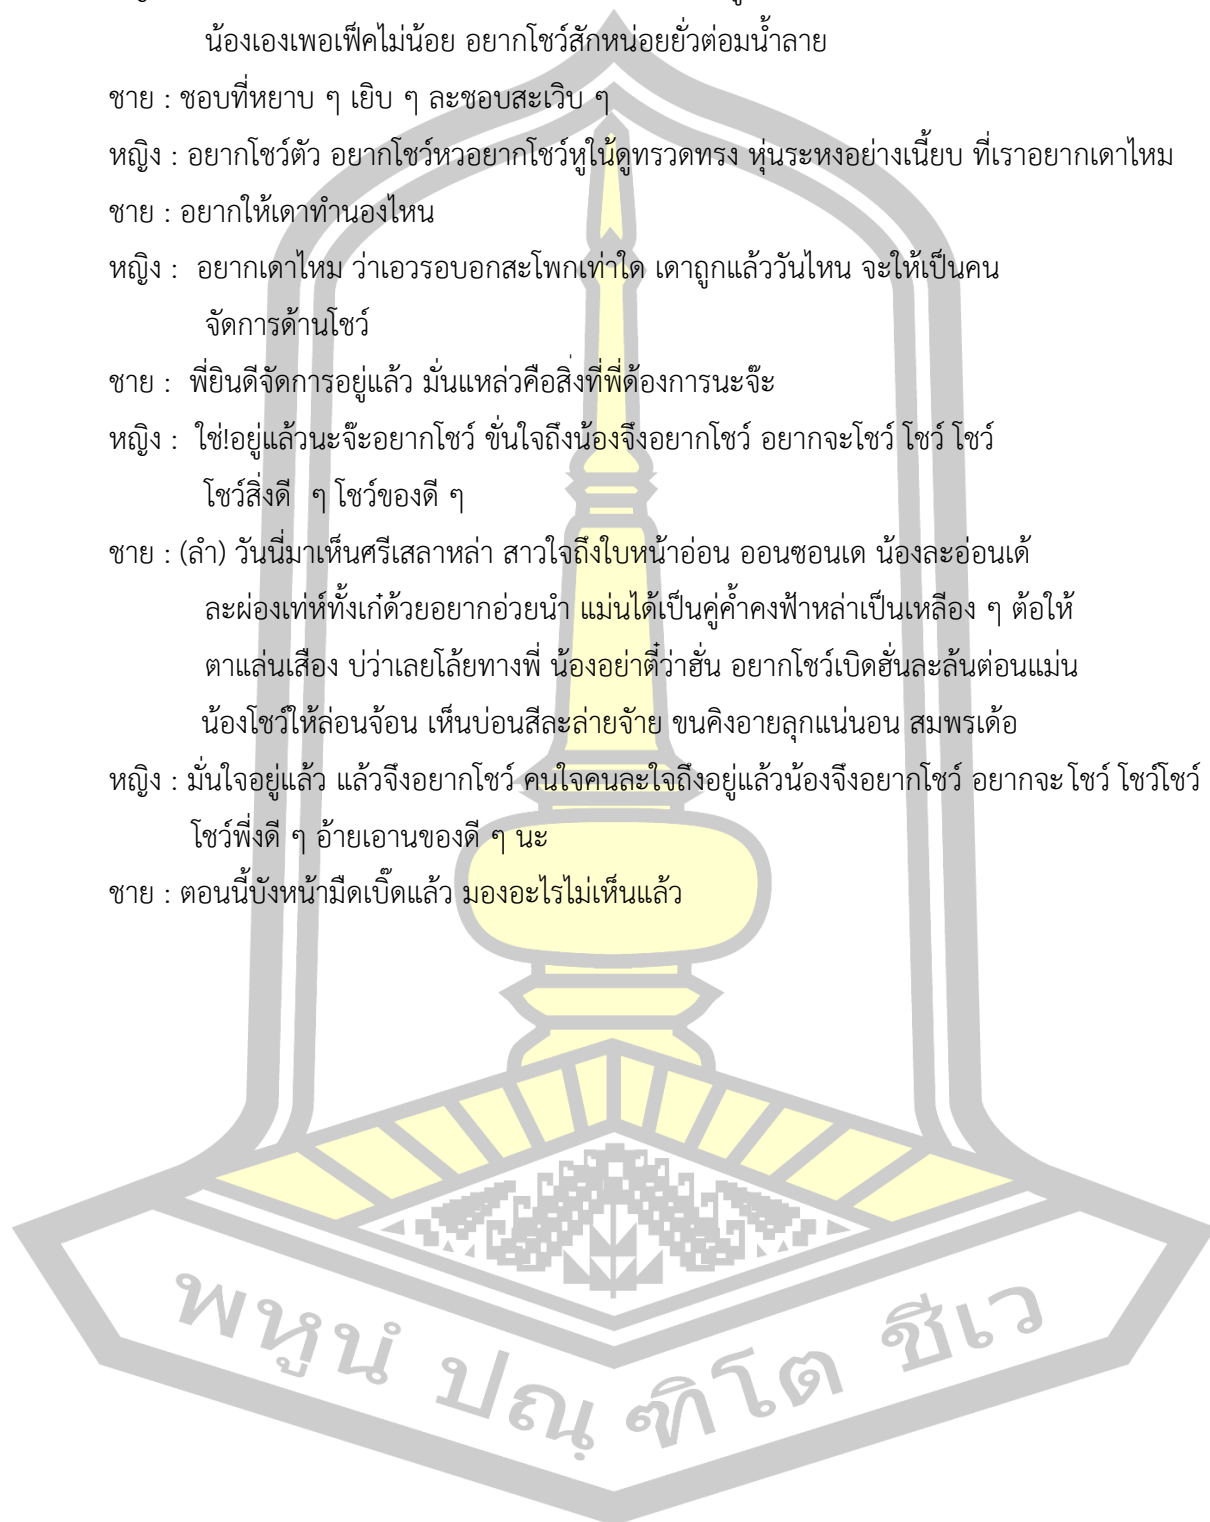 น้องเองเพอเฟ็คไม่น้อย อยากโชว์สักหน่อยยั่วต่อมน้ำลาย
ชาย : ชอบที่หยาบ ๆ เยิบ ๆ ละชอบสะเวิบ ๆ
หญิง : อยากโชว์ตัว อยากโชว์หวอยากโชว์หูให้ดูทรวดทรง หุ่นระหงอย่างเนี้ยบ ที่เราอยากเดาไหม
ชาย : อยากให้เดาทำนองไหน
หญิง : อยากเดาไหม ว่าเอวรอบอกสะโพกเท่าใด เดาถูกแล้ววันไหน จะให้เป็นคน
จัดการด้านโชว์
ชาย : พี่ยินดีจัดการอยู่แล้ว มั่นแหล่วคือสิ่งที่พี่ต้องการนะจ๊ะ
หญิง : ใช่!อยู่แล้วนะจ๊ะอยากโชว์ ขั่นใจถึงน้องจึงอยากโชว์ อยากจะโชว์ โชว์ โชว์
โชว์สิ่งดี ๆ โชว์ของดี ๆ
ชาย : (ลำ) วันนี่มาเห็นศรีเสลาหล่า สาวใจถึงใบหน้าอ่อน ออนซอนเด น้องละอ่อนเด้
ละผ่องเท่ห์ทั้งเก๋ด้วยอยากอ่วยนำ แม่นได้เป็นคู่ค้ำคงฟ้าหล่าเป็นเหลือง ๆ ต้อให้
ตาแล่นเสือง บ่ว่าเลยโล้ยทางพี่ น้องอย่าตี๋ว่าฮั่น อยากโชว์เบิดฮั่นละล้นต่อนแม่น
น้องโชว์ให้ล่อนจ้อน เห็นบ่อนสีละล่ายจ้าย ขนคิงอายลุกแน่นอน สมพรเด้อ
หญิง : มั่นใจอยู่แล้ว แล้วจึงอยากโชว์ คนใจคนละใจถึงอยู่แล้วน้องจึงอยากโชว์ อยากจะโชว์ โชว์โชว์
โชว์พี่งดี ๆ อ้ายเอานของดี ๆ นะ
ชาย : ตอนนี้บังหน้ามืดเบิ๊ดแล้ว มองอะไรไม่เห็นแล้ว
พหูนํ ปณฺฑิโต ชีเว